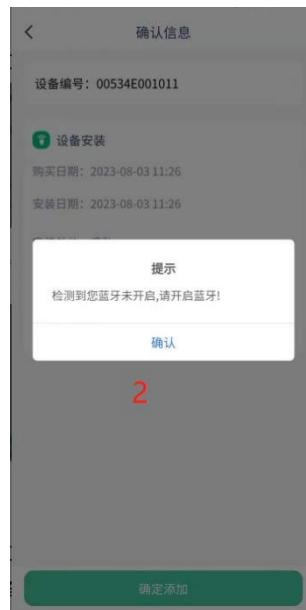 确认信息
设备编号：00534E001011
设备安装
购买日期：2023-08-03 11:26
安装日期：2023-08-03 11:26
提示
检测到您蓝牙未开启,请开启蓝牙!
确认
2
确定添加